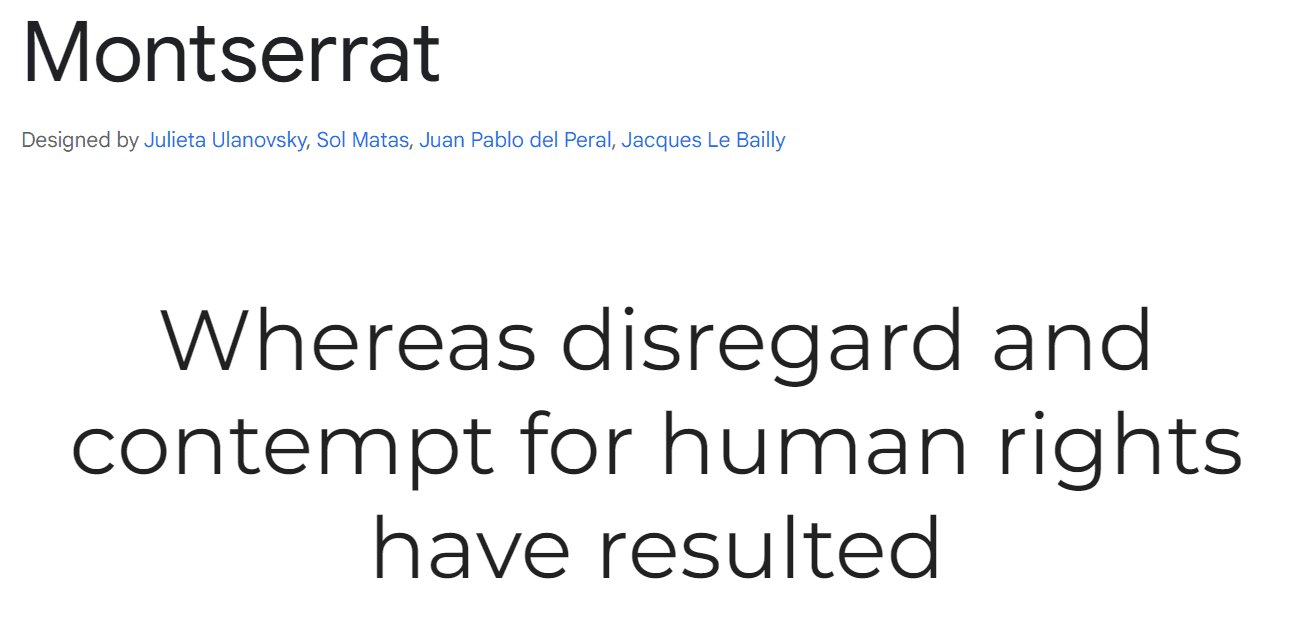 Montserrat
Designed by Julieta Ulanovsky, Sol Matas, Juan Pablo del Peral, Jacques Le Bailly
Whereas disregard and
contempt for human rights
have resulted